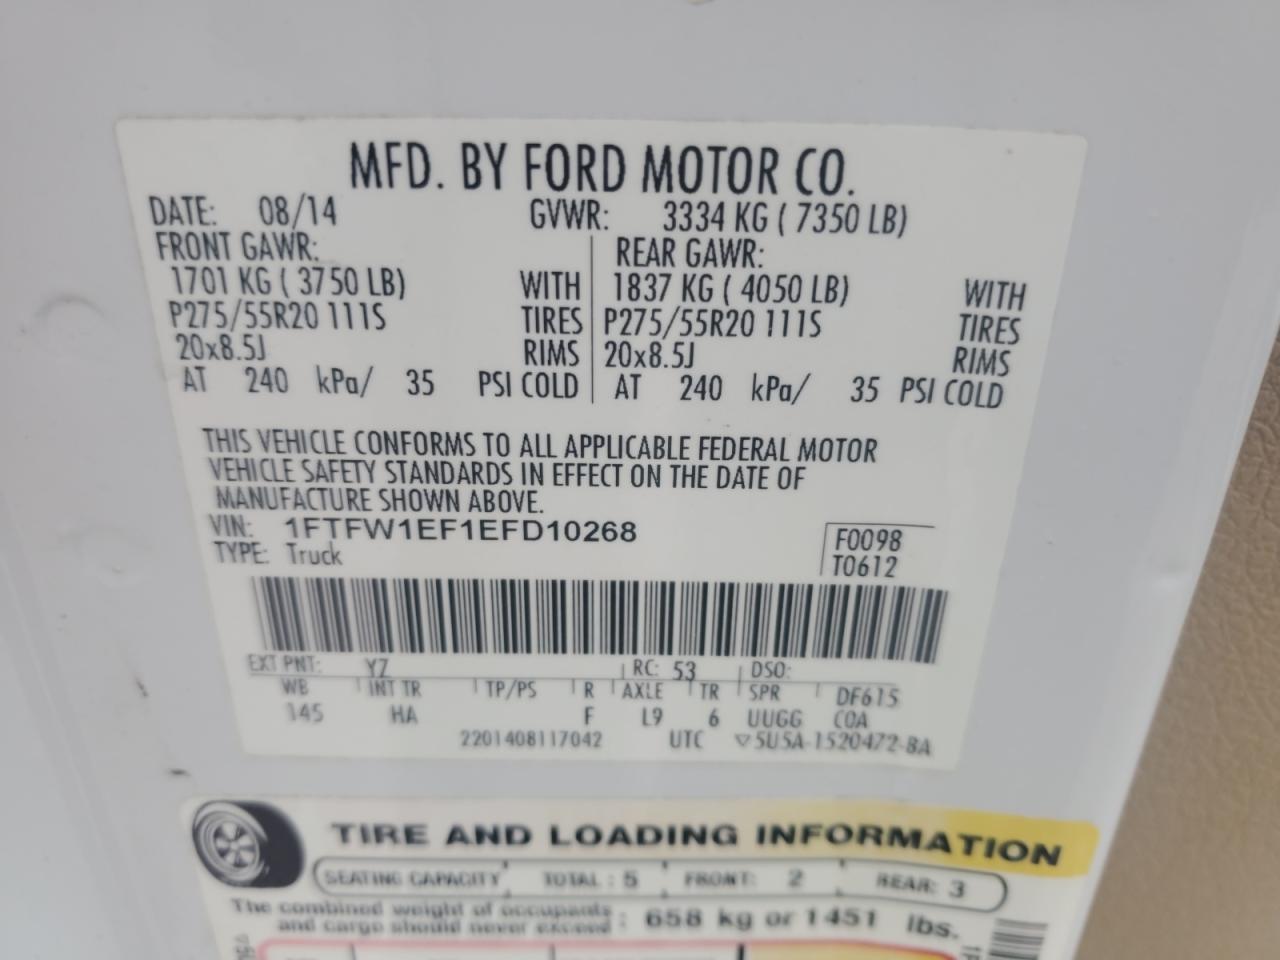 MFD. BY FORD MOTOR CO.
DATE: 08/14 GVWR: 3334 KG ( 7350 LB)
FRONT GAWR: REAR GAWR:
1701 KG ( 3750 LB) WITH 1837 KG ( 4050 LB) WITH
P275/55R20 111S TIRES P275/55R20 111S TIRES
20x8.5J RIMS 20x8.5J RIMS
AT 240 kPa/ 35 PSI COLD AT 240 kPa/ 35 PSI COLD
THIS VEHICLE CONFORMS TO ALL APPLICABLE FEDERAL MOTOR
VEHICLE SAFETY STANDARDS IN EFFECT ON THE DATE OF
MANUFACTURE SHOWN ABOVE.
VIN: 1FTFW1EF1EFD10268 F0098
TYPE: Truck T0612
EXT PNT: YZ RC: 53 DSO:
WB INT TR TP/PS R AXLE TR SPR DF615
145 HA F L9 6 UUGG COA
2201408117042 UTC ▽5U5A-1520472-BA
TIRE AND LOADING INFORMATION
SEATING CAPACITY TOTAL : 5 FRONT: 2 REAR: 3
The combined weight of occupants
and cargo should never exceed : 658 kg or 1451 lbs.